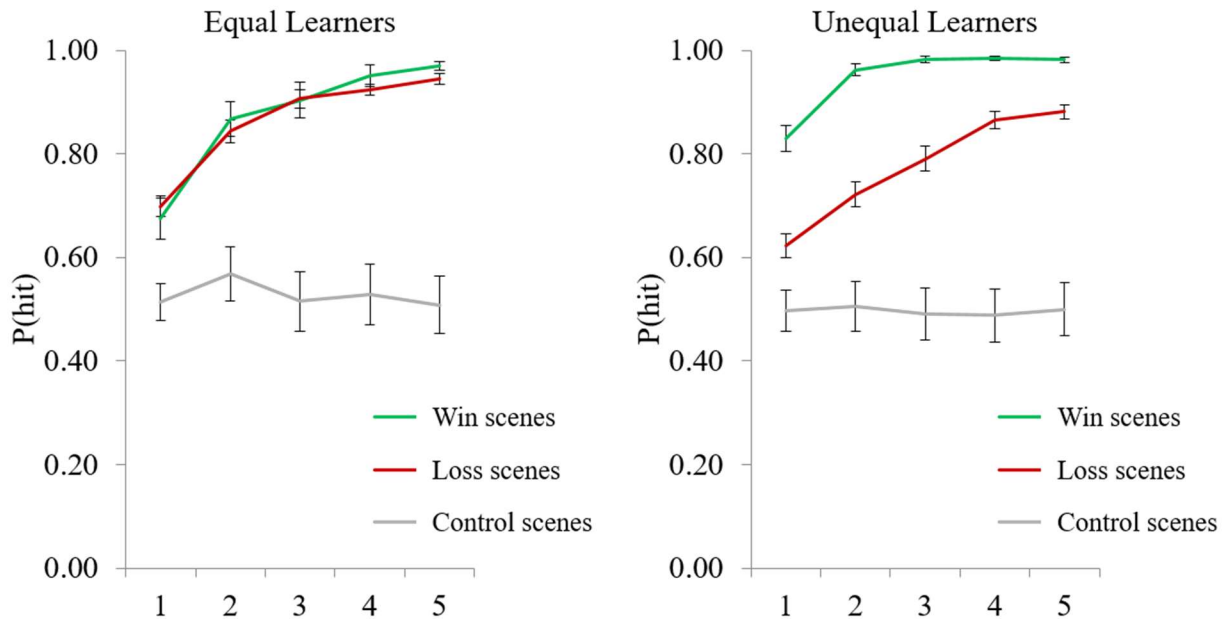 Equal Learners
1.00
0.80
0.60
0.40
0.20
0.00
P(hit)
Win scenes
Loss scenes
Control scenes
1 2 3 4 5
Unequal Learners
1.00
0.80
0.60
0.40
0.20
0.00
P(hit)
Win scenes
Loss scenes
Control scenes
1 2 3 4 5